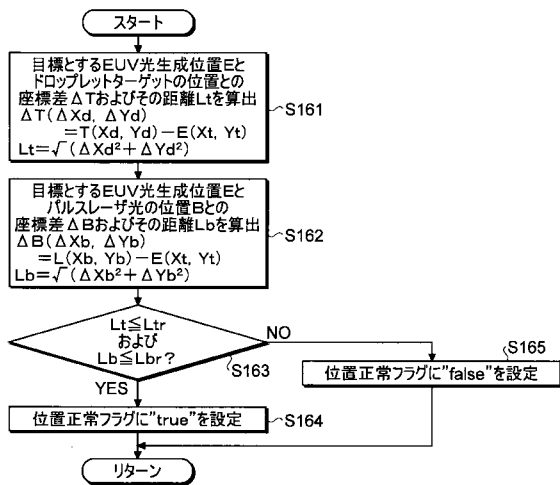 スタート
目標とするEUV光生成位置Eと
ドロップレットターゲットの位置との
座標差ΔTおよびその距離Ltを算出
ΔT(ΔXd, ΔYd)
=T(Xd, Yd)-E(Xt, Yt)
Lt=√(ΔXd²+ΔYd²)
S161
目標とするEUV光生成位置Eと
パルスレーザ光の位置Bとの
座標差ΔBおよびその距離Lbを算出
ΔB(ΔXb, ΔYb)
=L(Xb, Yb)-E(Xt, Yt)
Lb=√(ΔXb²+ΔYb²)
S162
Lt≦Ltr
および
Lb≦Lbr?
S163
NO
YES
S165
位置正常フラグに"false"を設定
位置正常フラグに"true"を設定
S164
リターン